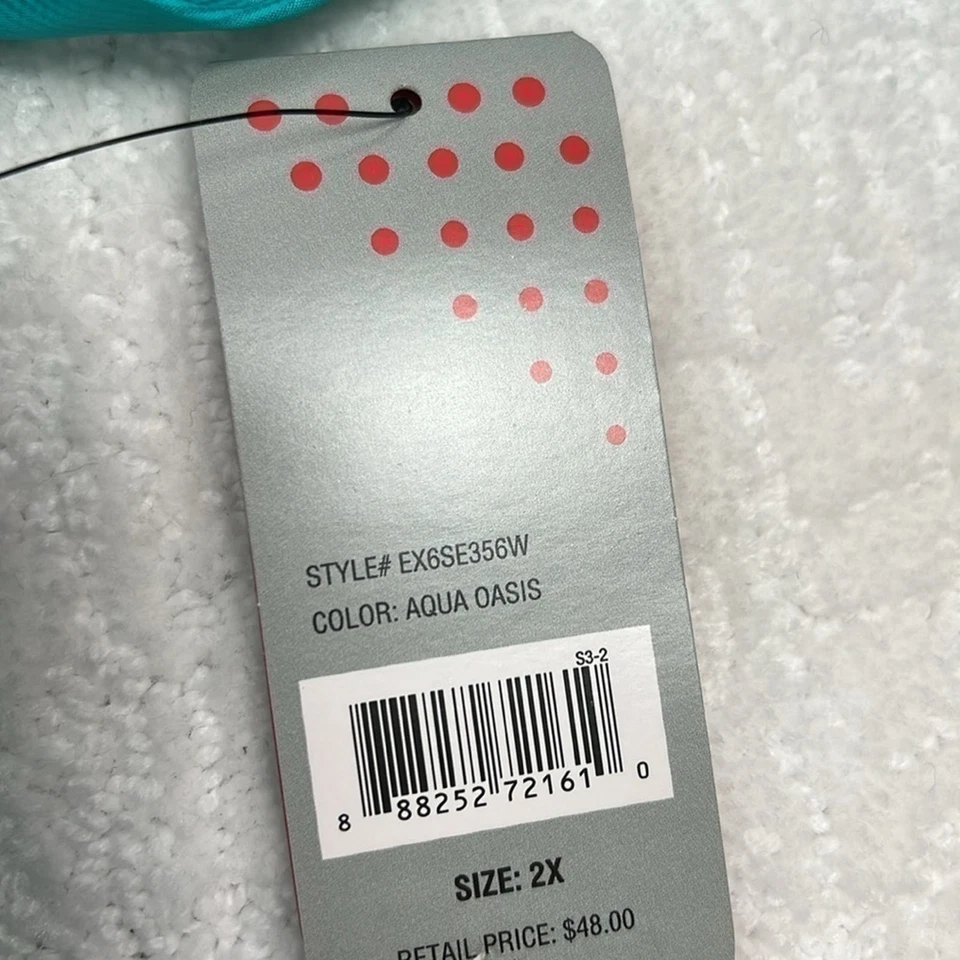 STYLE# EX6SE356W
COLOR: AQUA OASIS
S3-2
8 88252 72161 0
SIZE: 2X
RETAIL PRICE: $48.00